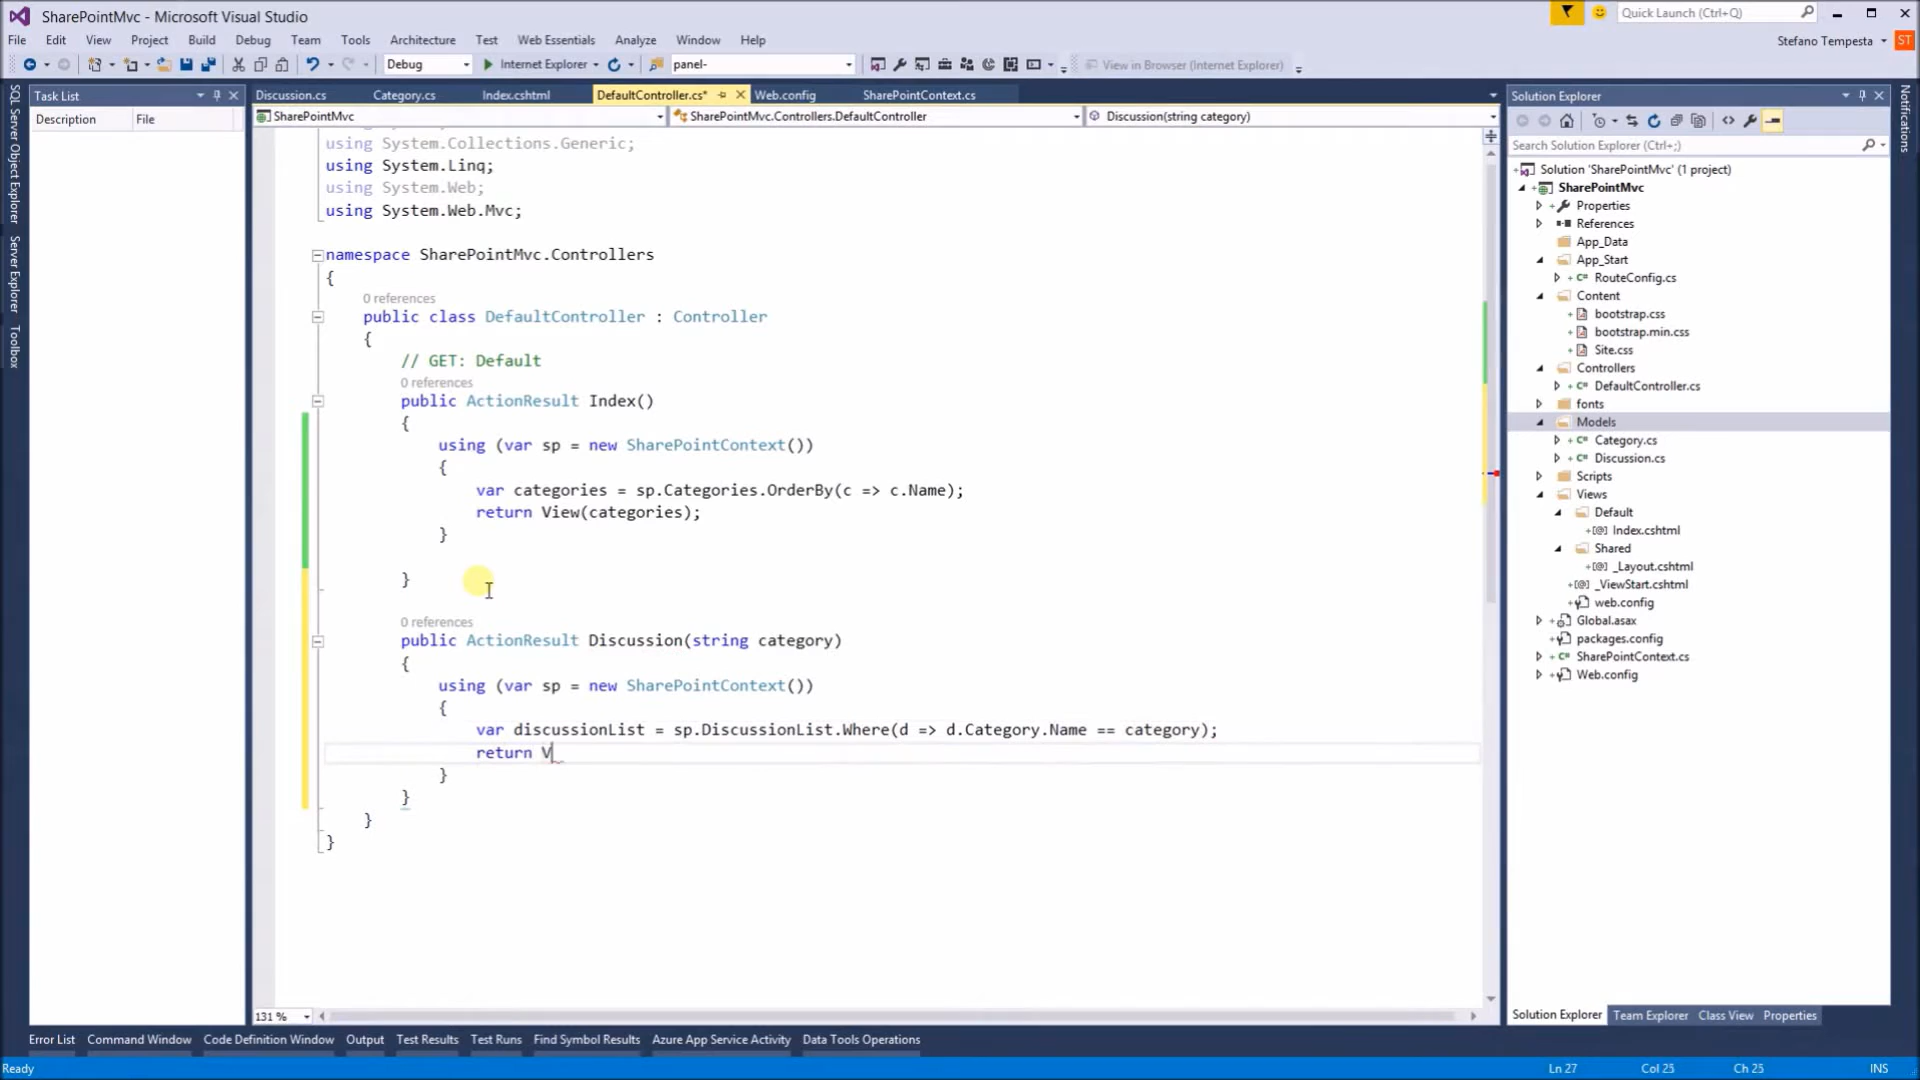 SharePointMvc - Microsoft Visual Studio
Quick Launch (Ctrl+Q)
File Edit View Project Build Debug Team Tools Architecture Test Web Essentials Analyze Window Help
Stefano Tempesta ST
Debug Internet Explorer panel- View in Browser (Internet Explorer)
SQL Server Object Explorer
Server Explorer
Toolbox
Task List
Description File
Discussion.cs Category.cs Index.cshtml DefaultController.cs* Web.config SharePointContext.cs
SharePointMvc SharePointMvc.Controllers.DefaultController Discussion(string category)
using System.Collections.Generic;
using System.Linq;
using System.Web;
using System.Web.Mvc;
namespace SharePointMvc.Controllers
{
0 references
public class DefaultController : Controller
{
// GET: Default
0 references
public ActionResult Index()
{
using (var sp = new SharePointContext())
{
var categories = sp.Categories.OrderBy(c => c.Name);
return View(categories);
}
}
0 references
public ActionResult Discussion(string category)
{
using (var sp = new SharePointContext())
{
var discussionList = sp.DiscussionList.Where(d => d.Category.Name == category);
return V
}
}
}
}
131 %
Solution Explorer
Search Solution Explorer (Ctrl+;)
Solution 'SharePointMvc' (1 project)
SharePointMvc
Properties
References
App_Data
App_Start
RouteConfig.cs
Content
bootstrap.css
bootstrap.min.css
Site.css
Controllers
DefaultController.cs
fonts
Models
Category.cs
Discussion.cs
Scripts
Views
Default
Index.cshtml
Shared
_Layout.cshtml
_ViewStart.cshtml
web.config
Global.asax
packages.config
SharePointContext.cs
Web.config
Solution Explorer Team Explorer Class View Properties
Notifications
Error List Command Window Code Definition Window Output Test Results Test Runs Find Symbol Results Azure App Service Activity Data Tools Operations
Ready Ln 27 Col 25 Ch 25 INS